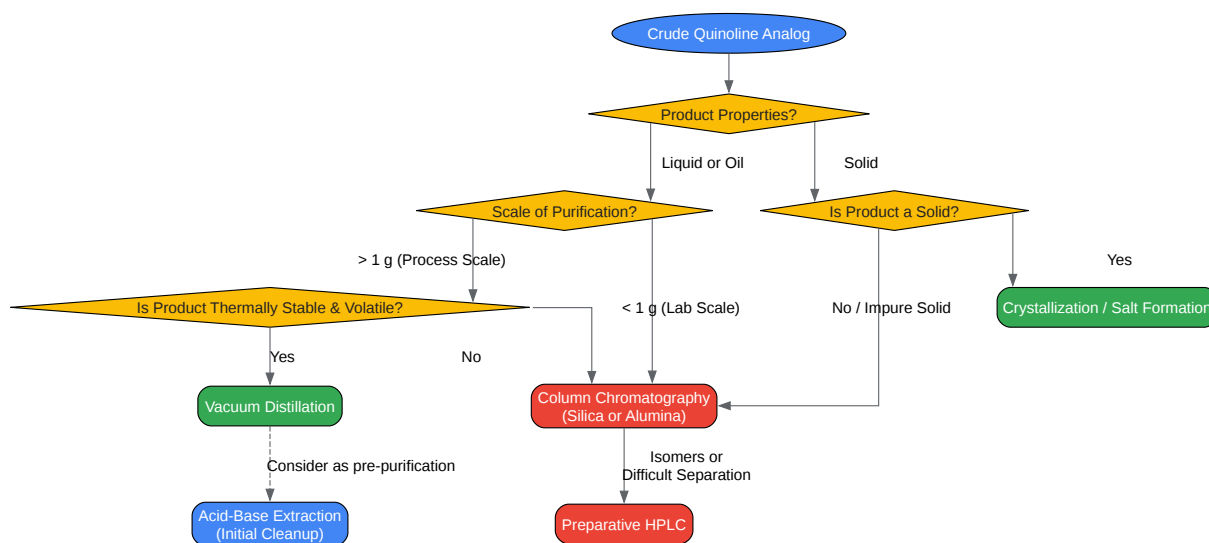 Crude Quinoline Analog
Product Properties?
Liquid or Oil
Solid
Scale of Purification?
Is Product a Solid?
> 1 g (Process Scale)
Yes
Is Product Thermally Stable & Volatile?
< 1 g (Lab Scale)
No / Impure Solid
Crystallization / Salt Formation
Yes
No
Vacuum Distillation
Column Chromatography
(Silica or Alumina)
Consider as pre-purification
Isomers or
Difficult Separation
Acid-Base Extraction
(Initial Cleanup)
Preparative HPLC